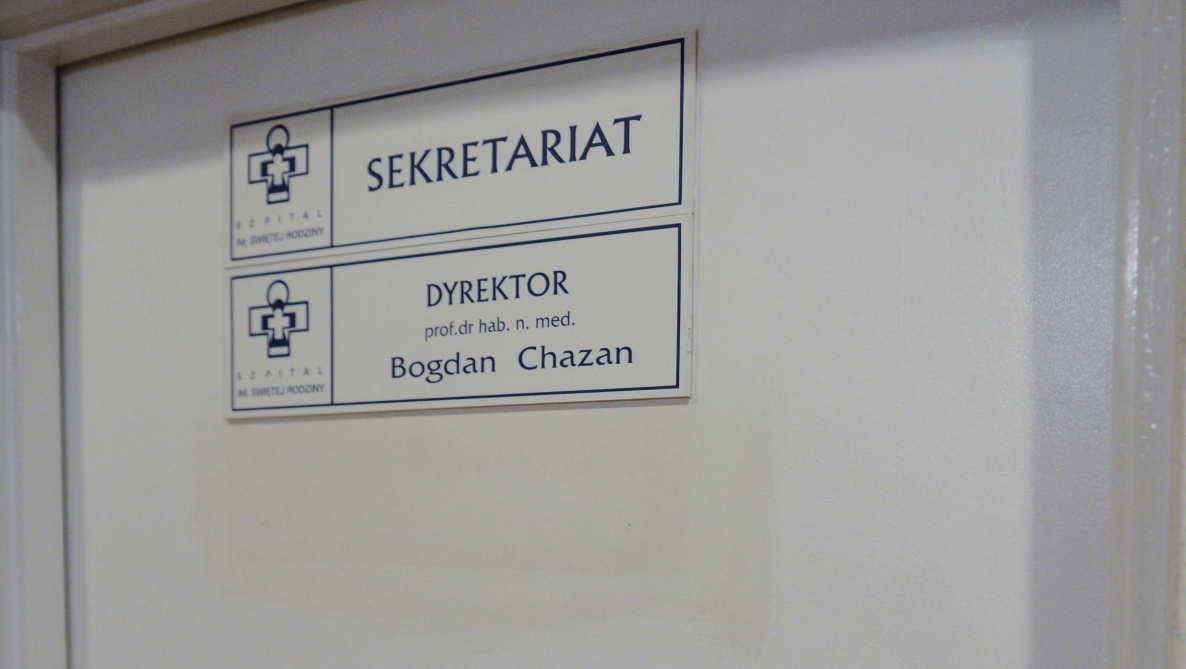 SEKRETARIAT
SZPITAL
IM. ŚWIĘTEJ RODZINY
DYREKTOR
prof.dr hab. n. med.
Bogdan Chazan
SZPITAL
IM. ŚWIĘTEJ RODZINY